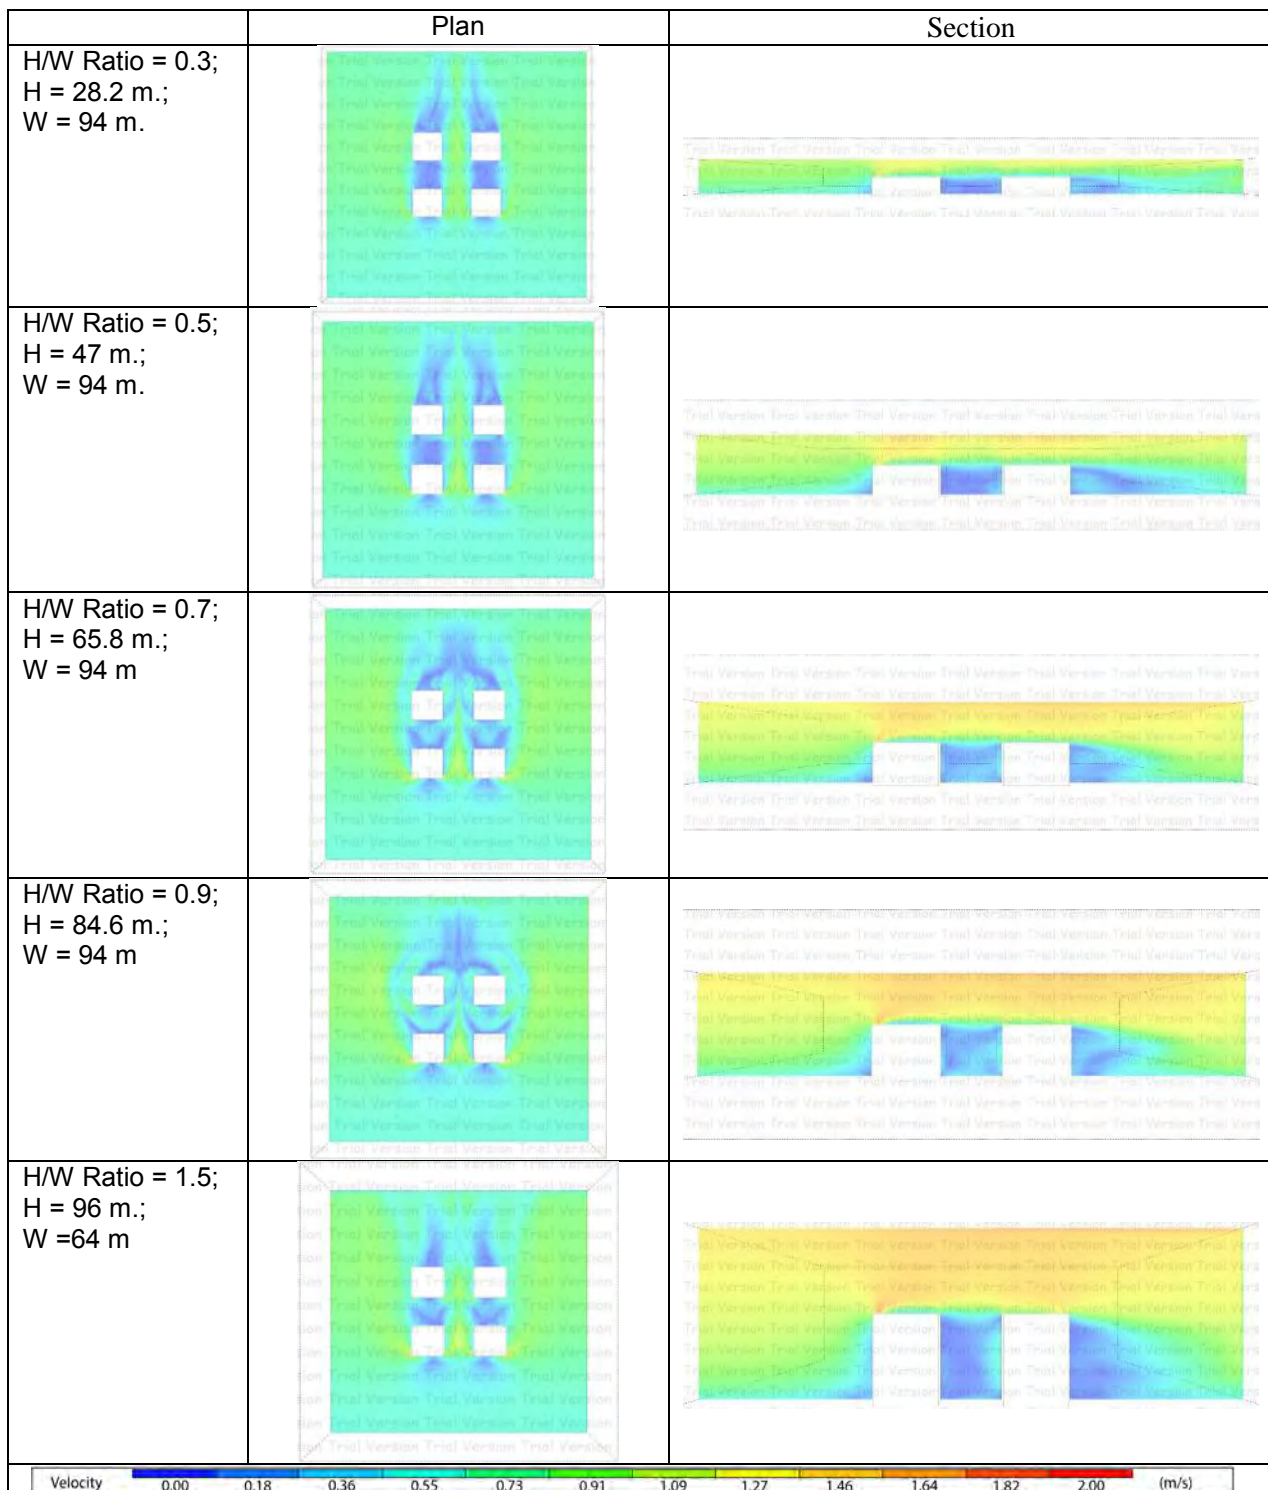 Plan
Section
H/W Ratio = 0.3;
H = 28.2 m.;
W = 94 m.
H/W Ratio = 0.5;
H = 47 m.;
W = 94 m.
H/W Ratio = 0.7;
H = 65.8 m.;
W = 94 m
H/W Ratio = 0.9;
H = 84.6 m.;
W = 94 m
H/W Ratio = 1.5;
H = 96 m.;
W =64 m
Velocity 0.00 0.18 0.36 0.55 0.73 0.91 1.09 1.27 1.46 1.64 1.82 2.00 (m/s)